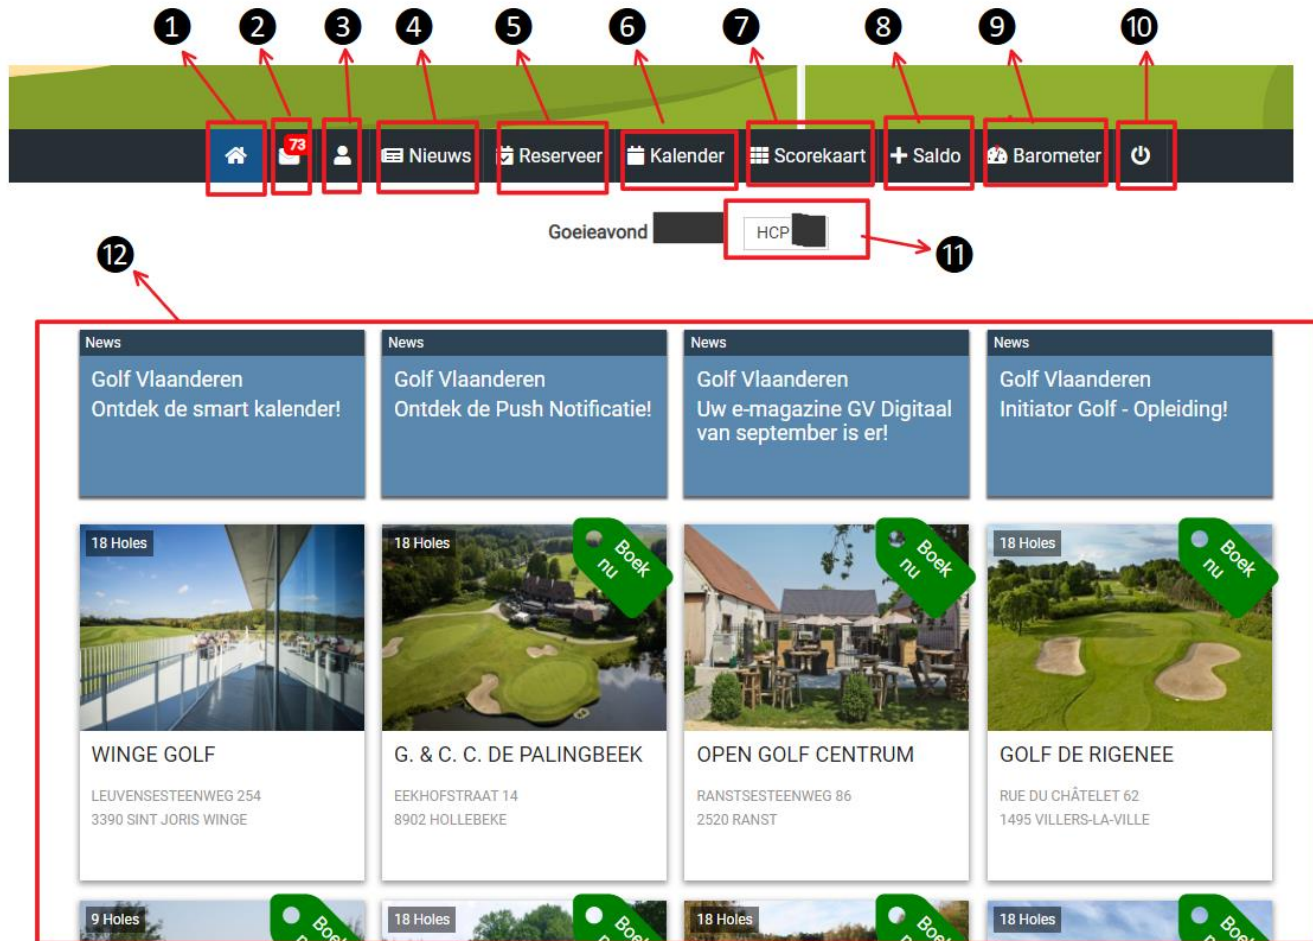 1 2 3 4 5 6 7 8 9 10
73 Nieuws Reserveer Kalender Scorekaart + Saldo Barometer
Goeieavond HCP
11
12
News
Golf Vlaanderen
Ontdek de smart kalender!
News
Golf Vlaanderen
Ontdek de Push Notificatie!
News
Golf Vlaanderen
Uw e-magazine GV Digitaal
van september is er!
News
Golf Vlaanderen
Initiator Golf - Opleiding!
18 Holes
WINGE GOLF
LEUVENSESTEENWEG 254
3390 SINT JORIS WINGE
18 Holes
Boek
nu
G. & C. C. DE PALINGBEEK
EEKHOFSTRAAT 14
8902 HOLLEBEKE
Boek
nu
OPEN GOLF CENTRUM
RANSTSESTEENWEG 86
2520 RANST
18 Holes
Boek
nu
GOLF DE RIGENEE
RUE DU CHÂTELET 62
1495 VILLERS-LA-VILLE
9 Holes
Boek
18 Holes
Boek
18 Holes
Boek
18 Holes
Boek